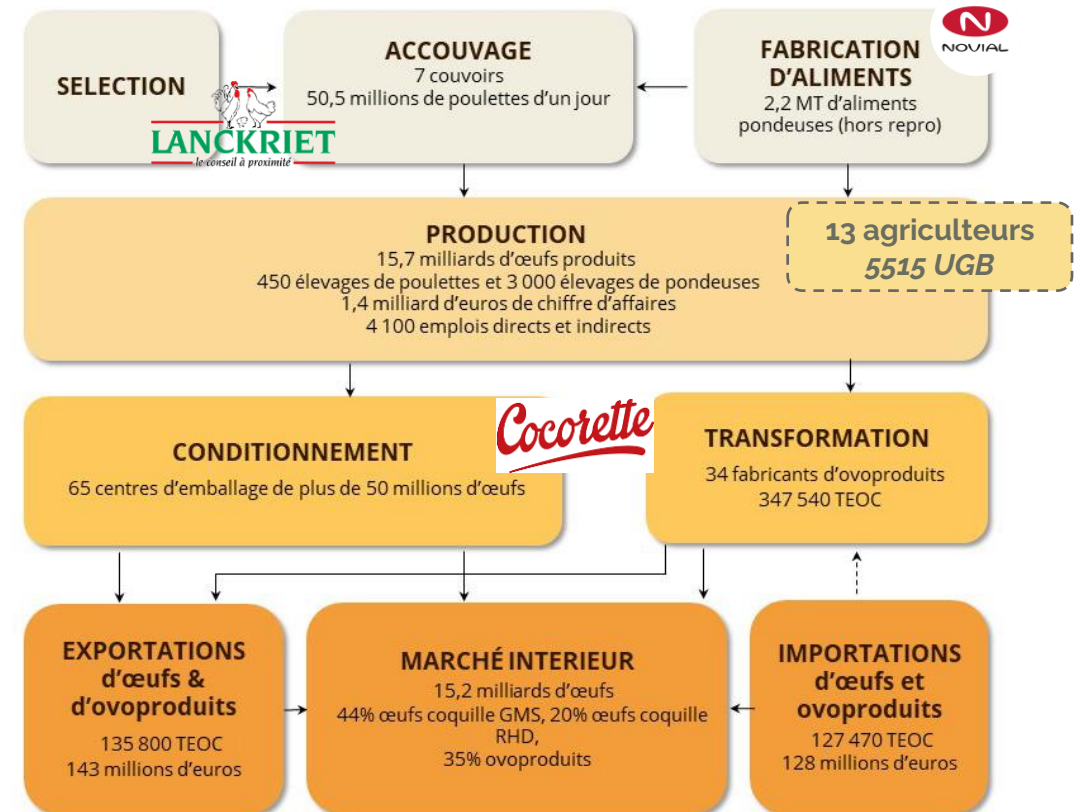 SELECTION
LANCKRIET
le conseil à proximité
ACCOUVAGE
7 couvoirs
50,5 millions de poulettes d'un jour
FABRICATION
D'ALIMENTS
2,2 MT d'aliments
pondeuses (hors repro)
N
NOVIAL
PRODUCTION
15,7 milliards d'œufs produits
450 élevages de poulettes et 3 000 élevages de pondeuses
1,4 milliard d'euros de chiffre d'affaires
4 100 emplois directs et indirects
13 agriculteurs
5515 UGB
CONDITIONNEMENT
65 centres d'emballage de plus de 50 millions d'œufs
Cocorette
TRANSFORMATION
34 fabricants d'ovoproduits
347 540 TEOC
EXPORTATIONS
d'œufs &
d'ovoproduits
135 800 TEOC
143 millions d'euros
MARCHÉ INTERIEUR
15,2 milliards d'œufs
44% œufs coquille GMS, 20% œufs coquille
RHD,
35% ovoproduits
IMPORTATIONS
d'œufs et
ovoproduits
127 470 TEOC
128 millions d'euros